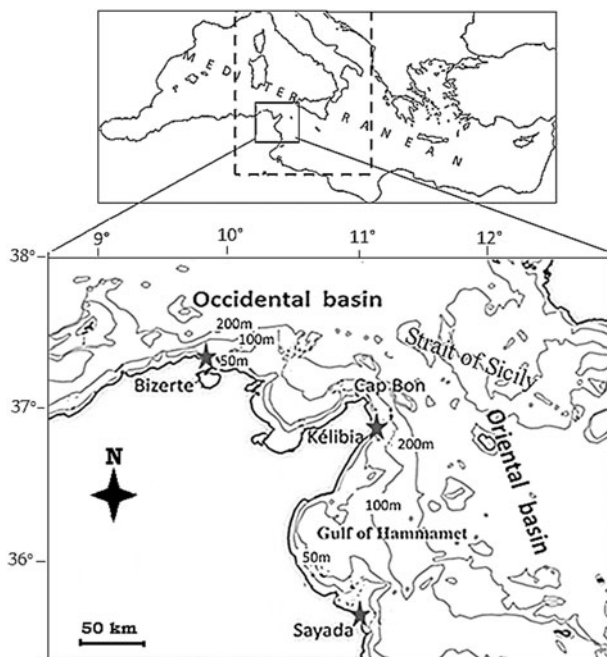 MEDITERRANEAN
9°
10°
11°
12°
38°
Occidental basin
200m
100m
50m
Strait of Sicily
Bizerte
Cap Bon
37°
Kélibia
200m
Oriental basin
N
100m
Gulf of Hammamet
36°
50m
Sayada
50 km